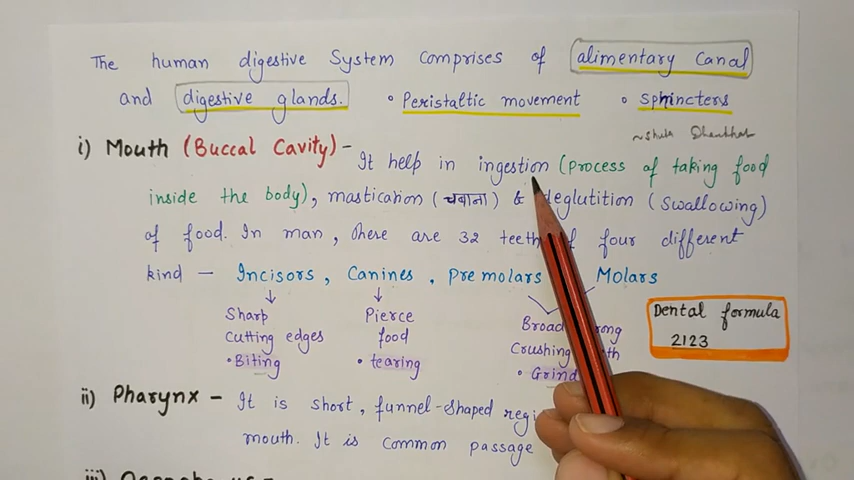 The human digestive System comprises of alimentary canal
and digestive glands. • Peristaltic movement • Sphincters
i) Mouth (Buccal Cavity) - It help in ingestion (process of taking food
inside the body), mastication (चबाना) & deglutition (Swallowing)
of food. In man, there are 32 teeth of four different
kind - Incisors, Canines, Premolars Molars
Sharp Pierce Broad
Cutting edges food Crushing
• Biting • tearing • Grind
Dental formula
2123
ii) Pharynx - It is short, funnel-shaped
mouth. It is common passage
iii)